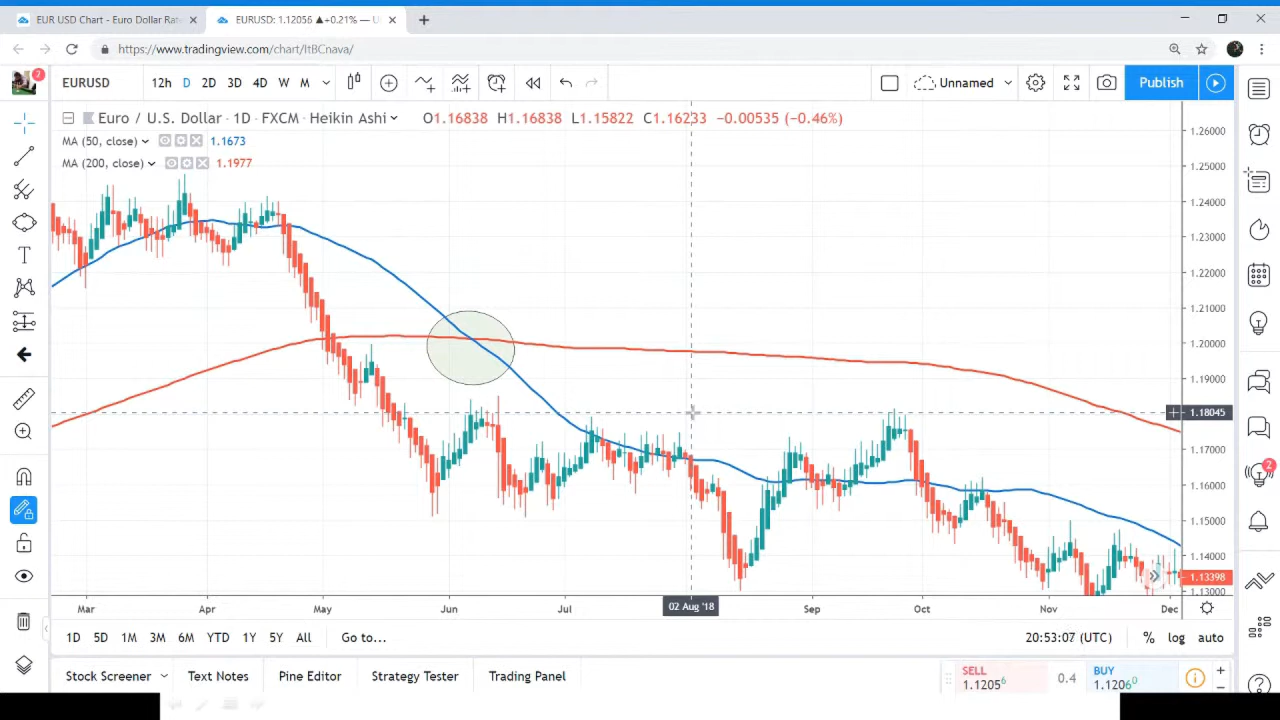 EUR USD Chart - Euro Dollar Rate
EURUSD: 1.12056 ▲+0.21% — U
https://www.tradingview.com/chart/ItBCnava/
2
EURUSD 12h D 2D 3D 4D W M Unnamed Publish
Euro / U.S. Dollar · 1D · FXCM · Heikin Ashi O1.16838 H1.16838 L1.15822 C1.16233 -0.00535 (-0.46%)
MA (50, close) 1.1673
MA (200, close) 1.1977
1.26000
1.25000
1.24000
1.23000
1.22000
1.21000
1.20000
1.19000
1.18045
1.17000
1.16000
2
1.15000
1.14000
1.13398
1.13000
Mar Apr May Jun Jul 02 Aug '18 Sep Oct Nov Dec
1D 5D 1M 3M 6M YTD 1Y 5Y All Go to... 20:53:07 (UTC) % log auto
Stock Screener Text Notes Pine Editor Strategy Tester Trading Panel
SELL
1.12056
0.4
BUY
1.12060